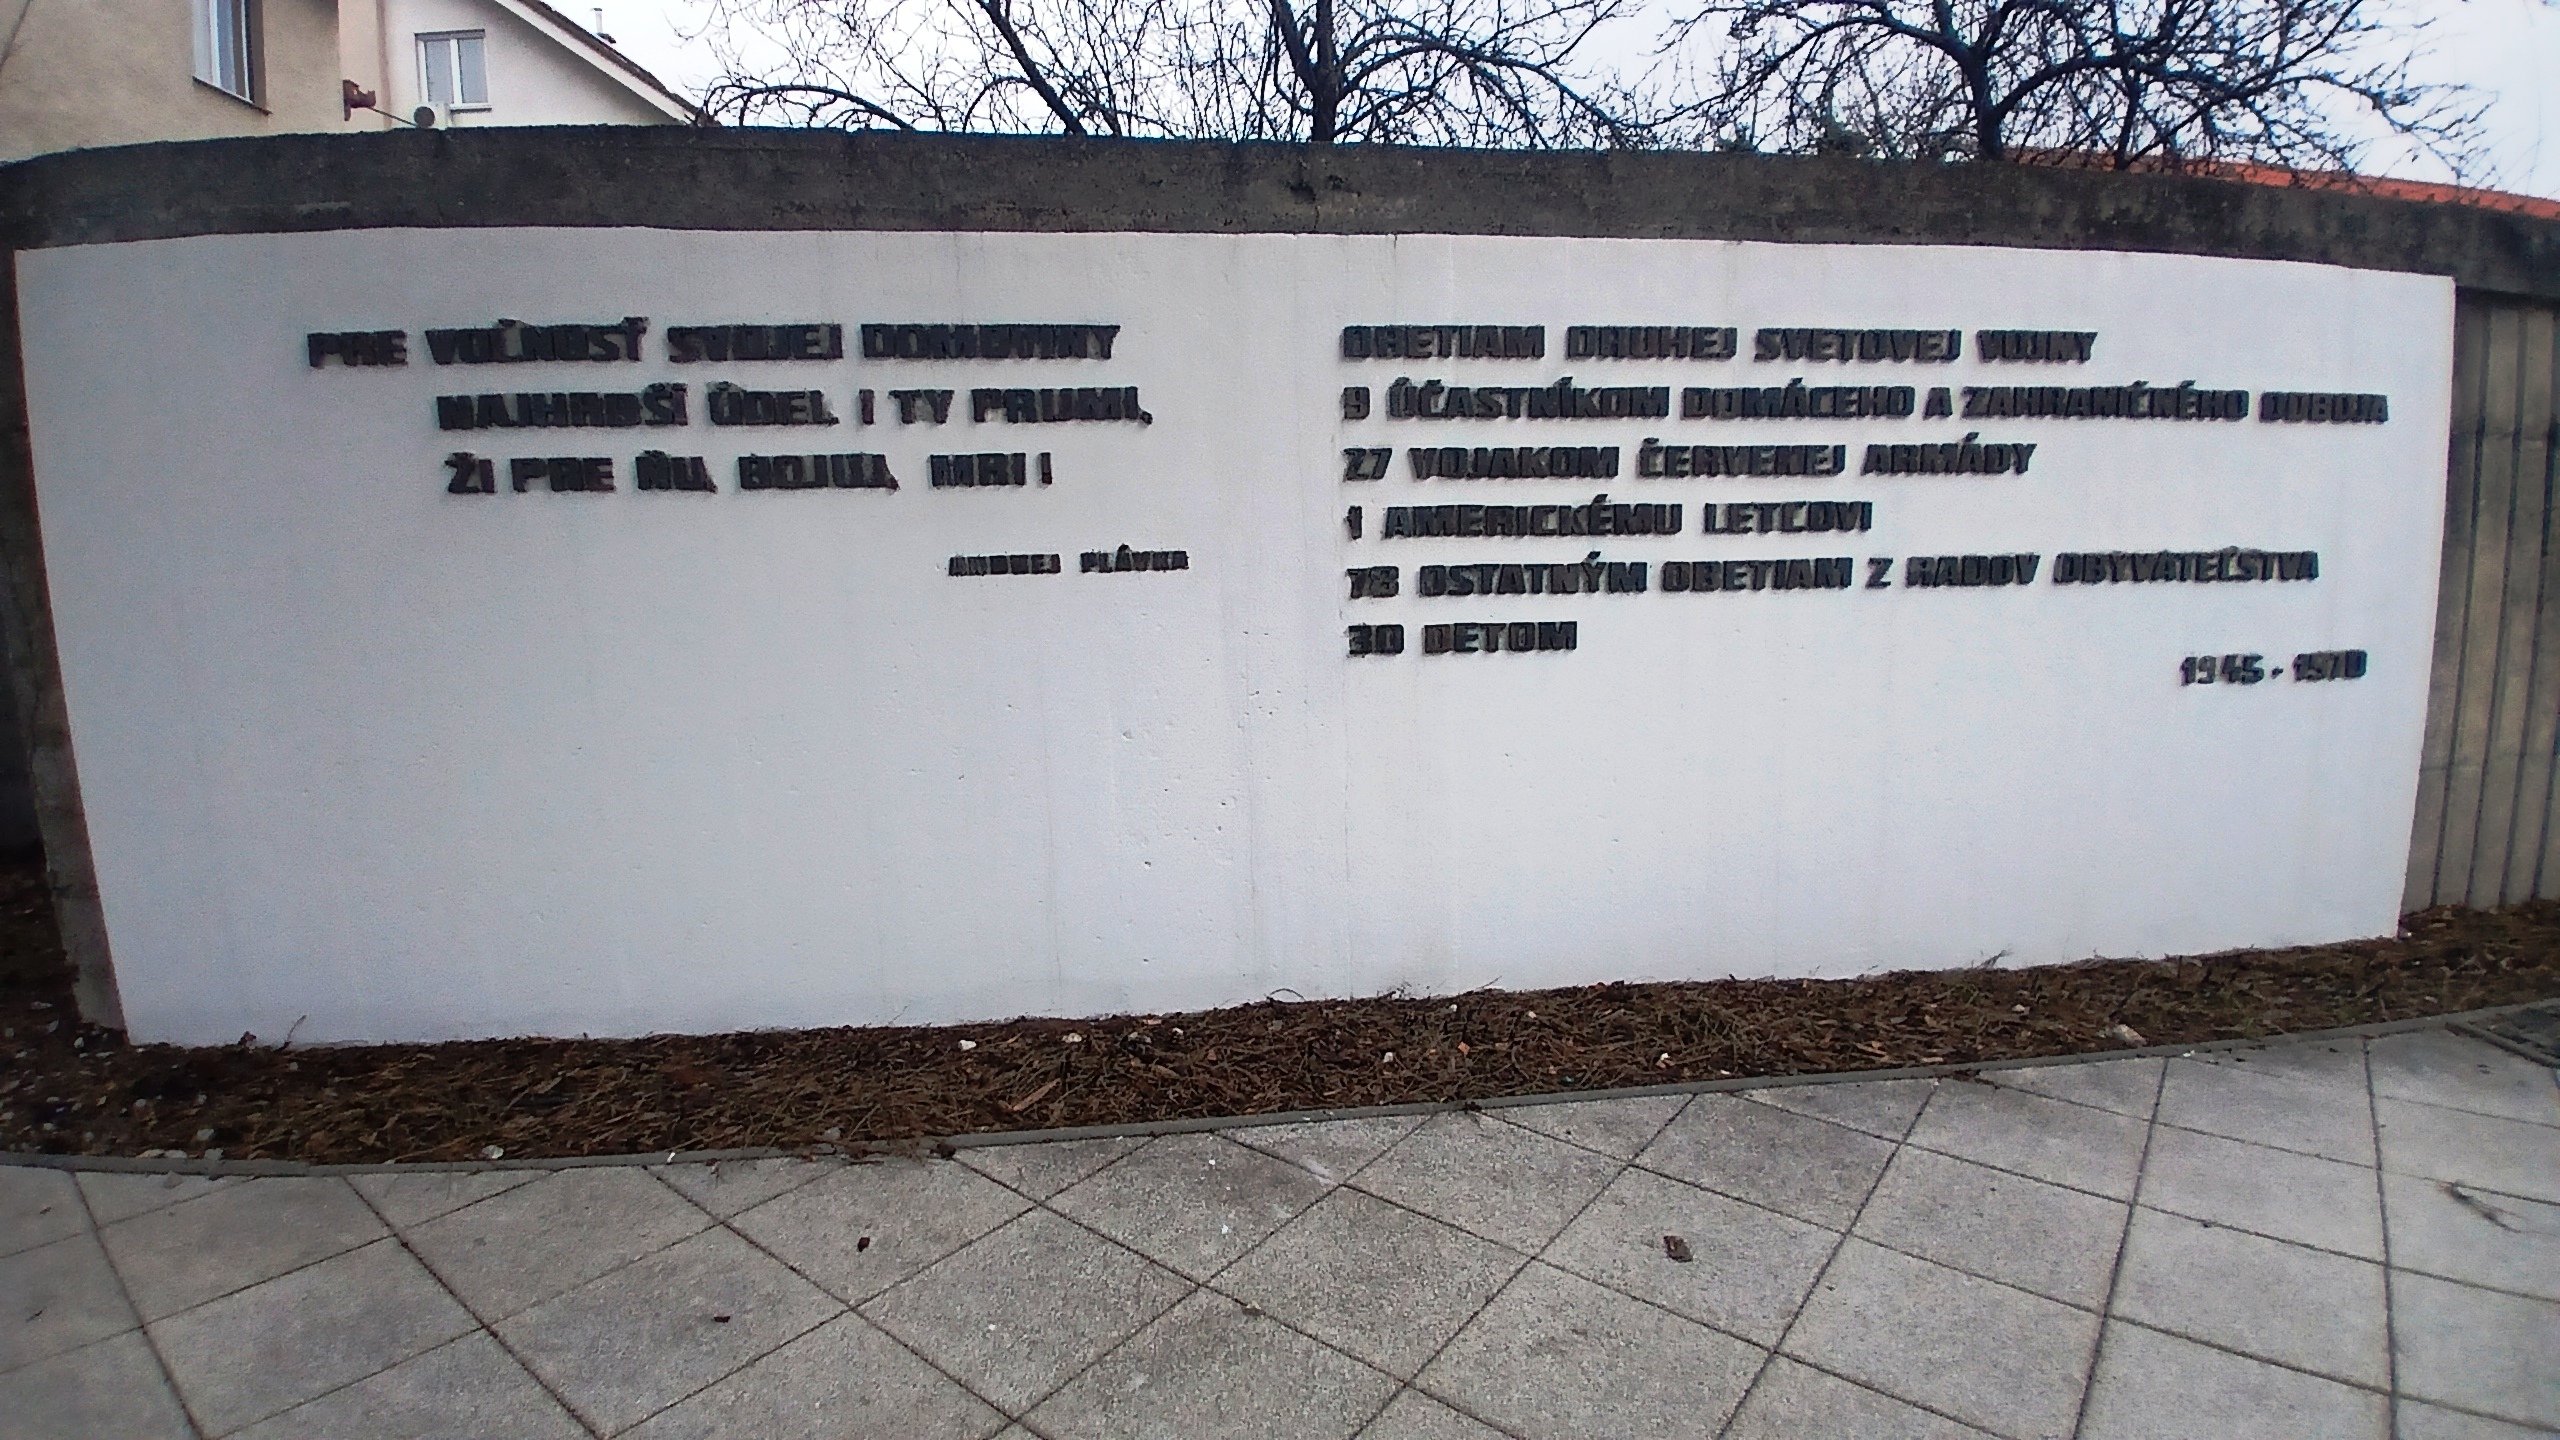 PRE VOĽNOSŤ SVOJEJ DOMOVINY
NAJHRDŠÍ ÚDEL I TY PRIJMI,
ŽI PRE ŇU, BOJUJ, MRI!
ANDREJ PLÁVKA
OBETIAM DRUHEJ SVETOVEJ VOJNY
9 ÚČASTNÍKOM DOMÁCEHO A ZAHRANIČNÉHO ODBOJA
27 VOJAKOM ČERVENEJ ARMÁDY
1 AMERICKÉMU LETCOVI
78 OSTATNÝM OBETIAM Z RADOV OBYVATEĽSTVA
30 DETOM
1945-1970